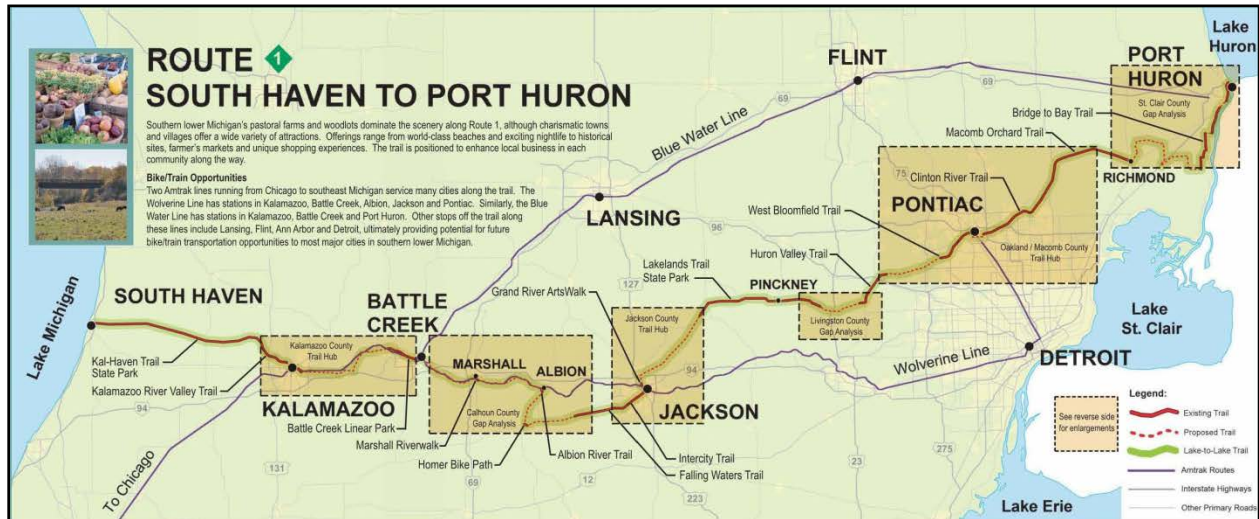 ROUTE 1
SOUTH HAVEN TO PORT HURON
Southern lower Michigan's pastoral farms and woodlots dominate the scenery along Route 1, although charismatic towns
and villages offer a wide variety of attractions. Offerings range from world-class beaches and exciting nightlife to historical
sites, farmer's markets and unique shopping experiences. The trail is positioned to enhance local business in each
community along the way.
Bike/Train Opportunities
Two Amtrak lines running from Chicago to southeast Michigan service many cities along the trail. The
Wolverine Line has stations in Kalamazoo, Battle Creek, Albion, Jackson and Pontiac. Similarly, the Blue
Water Line has stations in Kalamazoo, Battle Creek and Port Huron. Other stops off the trail along
these lines include Lansing, Flint, Ann Arbor and Detroit, ultimately providing potential for future
bike/train transportation opportunities to most major cities in southern lower Michigan.
Lake Michigan
SOUTH HAVEN
Kal-Haven Trail
State Park
Kalamazoo River Valley Trail
94
To Chicago
131
Kalamazoo County
Trail Hub
KALAMAZOO
BATTLE
CREEK
Battle Creek Linear Park
Marshall Riverwalk
Homer Bike Path
MARSHALL
ALBION
Calhoun County
Gap Analysis
Albion River Trail
69
12
223
Falling Waters Trail
Intercity Trail
JACKSON
94
Jackson County
Trail Hub
127
Grand River ArtsWalk
Lakelands Trail
State Park
PINCKNEY
Livingston County
Gap Analysis
Huron Valley Trail
West Bloomfield Trail
LANSING
96
Blue Water Line
69
FLINT
69
75
Clinton River Trail
PONTIAC
Oakland / Macomb County
Trail Hub
Macomb Orchard Trail
Bridge to Bay Trail
RICHMOND
St. Clair County
Gap Analysis
PORT
HURON
Lake
Huron
Lake
St. Clair
DETROIT
Wolverine Line
23
275
Lake Erie
See reverse side
for enlargements
Legend:
Existing Trail
Proposed Trail
Lake-to-Lake Trail
Amtrak Routes
Interstate Highways
Other Primary Roads